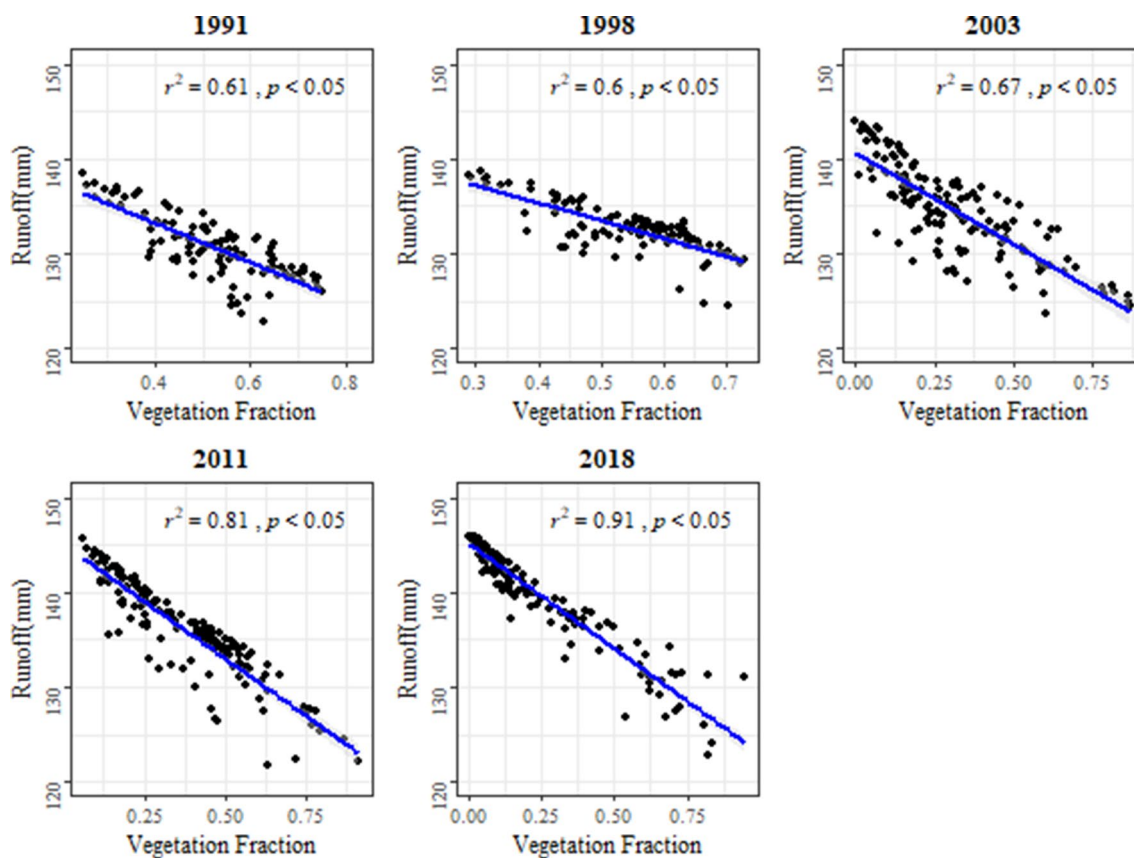 1991
r² = 0.61 , p < 0.05
Runoff(mm)
150
140
130
120
0.4 0.6 0.8
Vegetation Fraction
1998
r² = 0.6 , p < 0.05
Runoff(mm)
150
140
130
120
0.3 0.4 0.5 0.6 0.7
Vegetation Fraction
2003
r² = 0.67 , p < 0.05
Runoff(mm)
150
140
130
120
0.00 0.25 0.50 0.75
Vegetation Fraction
2011
r² = 0.81 , p < 0.05
Runoff(mm)
150
140
130
120
0.25 0.50 0.75
Vegetation Fraction
2018
r² = 0.91 , p < 0.05
Runoff(mm)
150
140
130
120
0.00 0.25 0.50 0.75
Vegetation Fraction